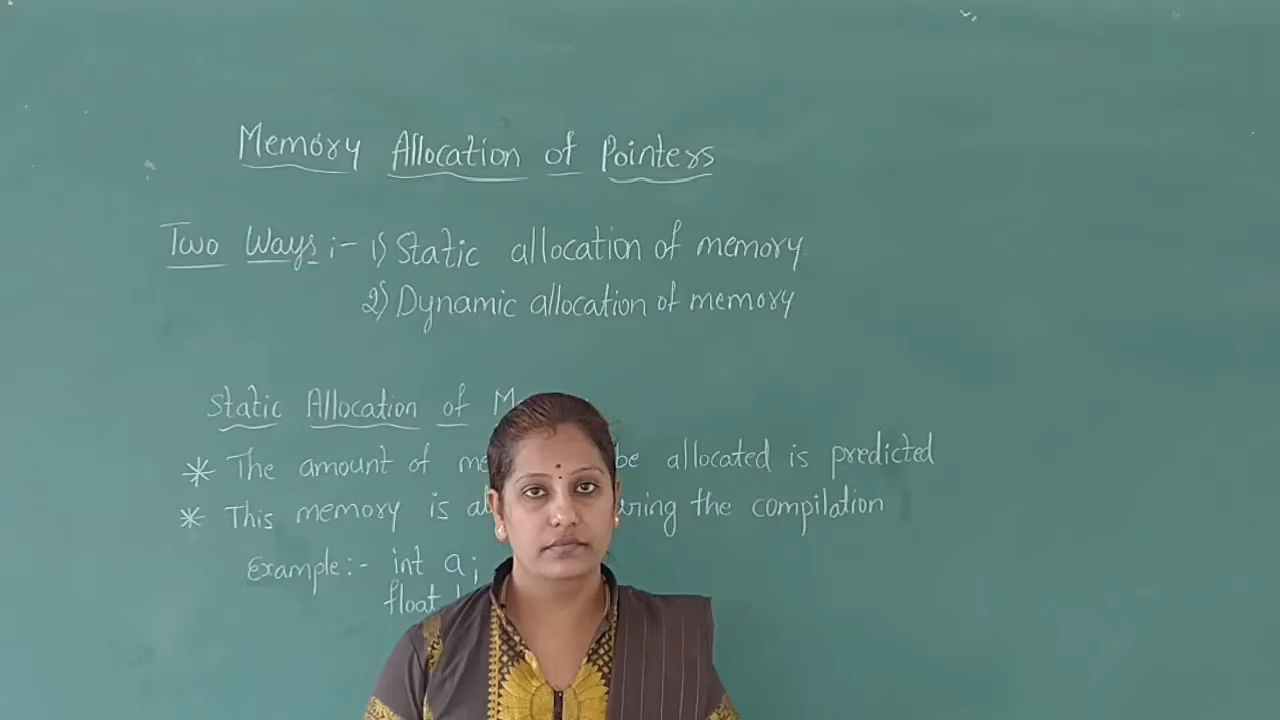 Memory Allocation of Pointers
Two Ways :- 1) Static allocation of memory
2) Dynamic allocation of memory
Static Allocation of
* The amount of be allocated is predicted
* This memory is the compilation
Example :- int a;
float